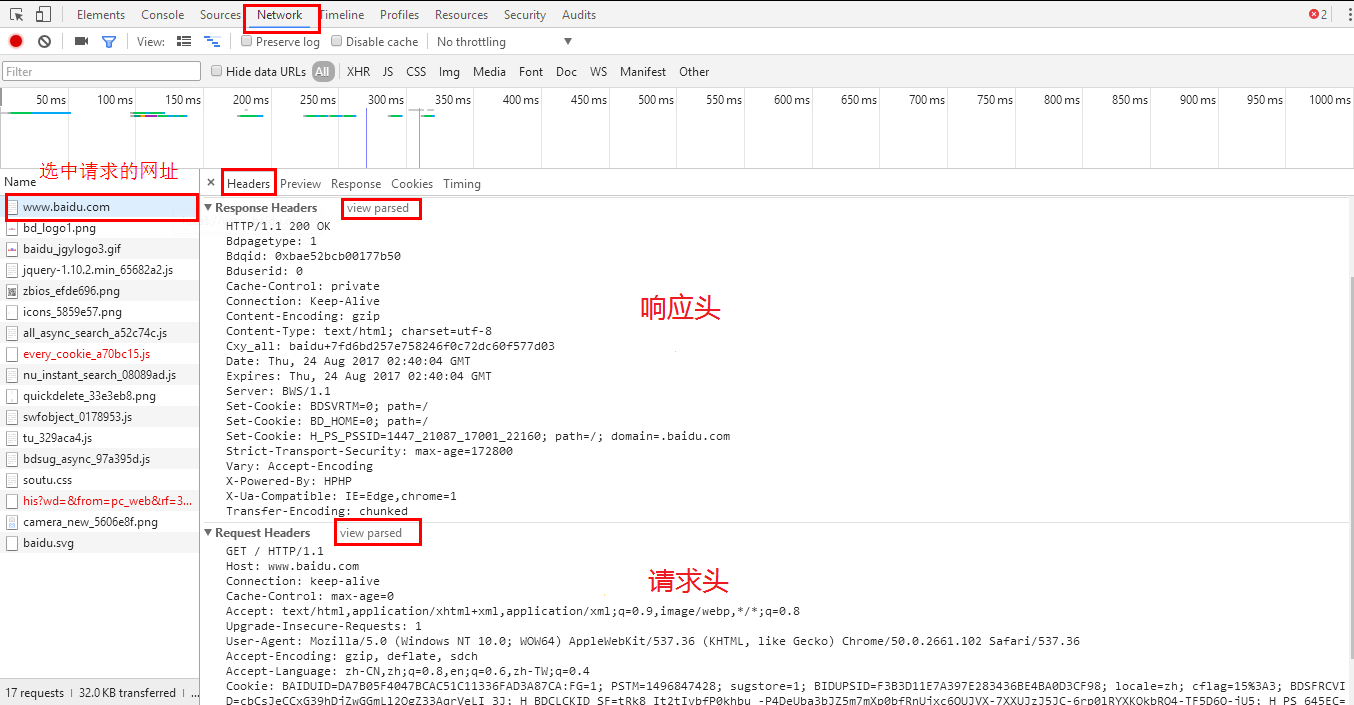 Elements Console Sources Network Timeline Profiles Resources Security Audits 2
View: Preserve log Disable cache No throttling
Filter Hide data URLs All XHR JS CSS Img Media Font Doc WS Manifest Other
50 ms 100 ms 150 ms 200 ms 250 ms 300 ms 350 ms 400 ms 450 ms 500 ms 550 ms 600 ms 650 ms 700 ms 750 ms 800 ms 850 ms 900 ms 950 ms 1000 ms
选中请求的网址
Name
www.baidu.com
bd_logo1.png
baidu_jgylogo3.gif
jquery-1.10.2.min_65682a2.js
zbios_efde696.png
icons_5859e57.png
all_async_search_a52c74c.js
every_cookie_a70bc15.js
nu_instant_search_08089ad.js
quickdelete_33e3eb8.png
swfobject_0178953.js
tu_329aca4.js
bdsug_async_97a395d.js
soutu.css
his?wd=&from=pc_web&rf=3...
camera_new_5606e8f.png
baidu.svg
17 requests | 32.0 KB transferred | ...
× Headers Preview Response Cookies Timing
Response Headers view parsed
HTTP/1.1 200 OK
Bdpagetype: 1
Bdqid: 0xbae52bcb00177b50
Bduserid: 0
Cache-Control: private
Connection: Keep-Alive
Content-Encoding: gzip
Content-Type: text/html; charset=utf-8
Cxy_all: baidu+7fd6bd257e758246f0c72dc60f577d03
Date: Thu, 24 Aug 2017 02:40:04 GMT
Expires: Thu, 24 Aug 2017 02:40:04 GMT
Server: BWS/1.1
Set-Cookie: BDSVRTM=0; path=/
Set-Cookie: BD_HOME=0; path=/
Set-Cookie: H_PS_PSSID=1447_21087_17001_22160; path=/; domain=.baidu.com
Strict-Transport-Security: max-age=172800
Vary: Accept-Encoding
X-Powered-By: HPHP
X-Ua-Compatible: IE=Edge,chrome=1
Transfer-Encoding: chunked
响应头
Request Headers view parsed
GET / HTTP/1.1
Host: www.baidu.com
Connection: keep-alive
Cache-Control: max-age=0
Accept: text/html,application/xhtml+xml,application/xml;q=0.9,image/webp,*/*;q=0.8
Upgrade-Insecure-Requests: 1
User-Agent: Mozilla/5.0 (Windows NT 10.0; WOW64) AppleWebKit/537.36 (KHTML, like Gecko) Chrome/50.0.2661.102 Safari/537.36
Accept-Encoding: gzip, deflate, sdch
Accept-Language: zh-CN,zh;q=0.8,en;q=0.6,zh-TW;q=0.4
Cookie: BAIDUID=DA7B05F4047BCAC51C11336FAD3A87CA:FG=1; PSTM=1496847428; sugstore=1; BIDUPSID=F3B3D11E7A397E283436BE4BA0D3CF98; locale=zh; cflag=15%3A3; BDSFRCVI
请求头